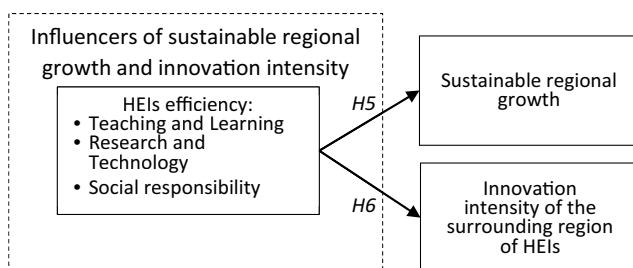 Influencers of sustainable regional
growth and innovation intensity
HEIs efficiency:
• Teaching and Learning
• Research and
Technology
• Social responsibility
H5
H6
Sustainable regional
growth
Innovation
intensity of the
surrounding region
of HEIs